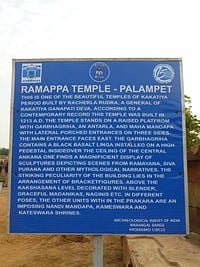 RAMAPPA TEMPLE - PALAMPET
THIS IS ONE OF THE BEAUTIFUL TEMPLES OF KAKATIYA
PERIOD BUILT BY RACHERLA RUDRA, A GENERAL OF
KAKATIYA GANAPATI DEVA. ACCORDING TO A
CONTEMPORARY RECORD THIS TEMPLE WAS BUILT IN
1213 A.D. THE TEMPLE STANDS ON A RAISED PLATFROM
WITH GARBHAGRIHA, AN ANTARLA, AND MAHA MANDAPA
WITH LATERAL PORCHED ENTRANCES ON THREE SIDES.
THE MAIN ENTRANCE FACES EAST. THE GARBHAGRIHA
CONTAINS A BLACK BASALT LINGA INSTALLED ON A HIGH
PEDESTAL. INSIDEOVER THE CEILING OF THE CENTRAL
ANKANA ONE FINDS A MAGNIFICENT DISPLAY OF
SCULPTURES DEPICTING SCENES FROM RAMAYANA, SIVA
PURANA AND OTHER MYTHOLOGICAL NARRATIVES. THE
STRIKING PECULIARITY OF THE BUILDING LIES IN THE
ARRANGEMENT OF BRACKETFIGURES. ABOVE THE
KAKSHASANA LEVEL DECORATED WITH SLENDER,
GRACEFUL MADANIKAS, NAGINIS ETC. IN DIFFERENT
POSES. THE OTHER UNITS WITH IN THE PRAKARA ARE AN
IMPOSING NANDI MANDAPA, KAMESWARA AND
KATESWARA SHRINES.
ARCHAEOLOGICAL SURVEY OF INDIA
WARANGAL RANGE
HYDERABAD CIRCLE